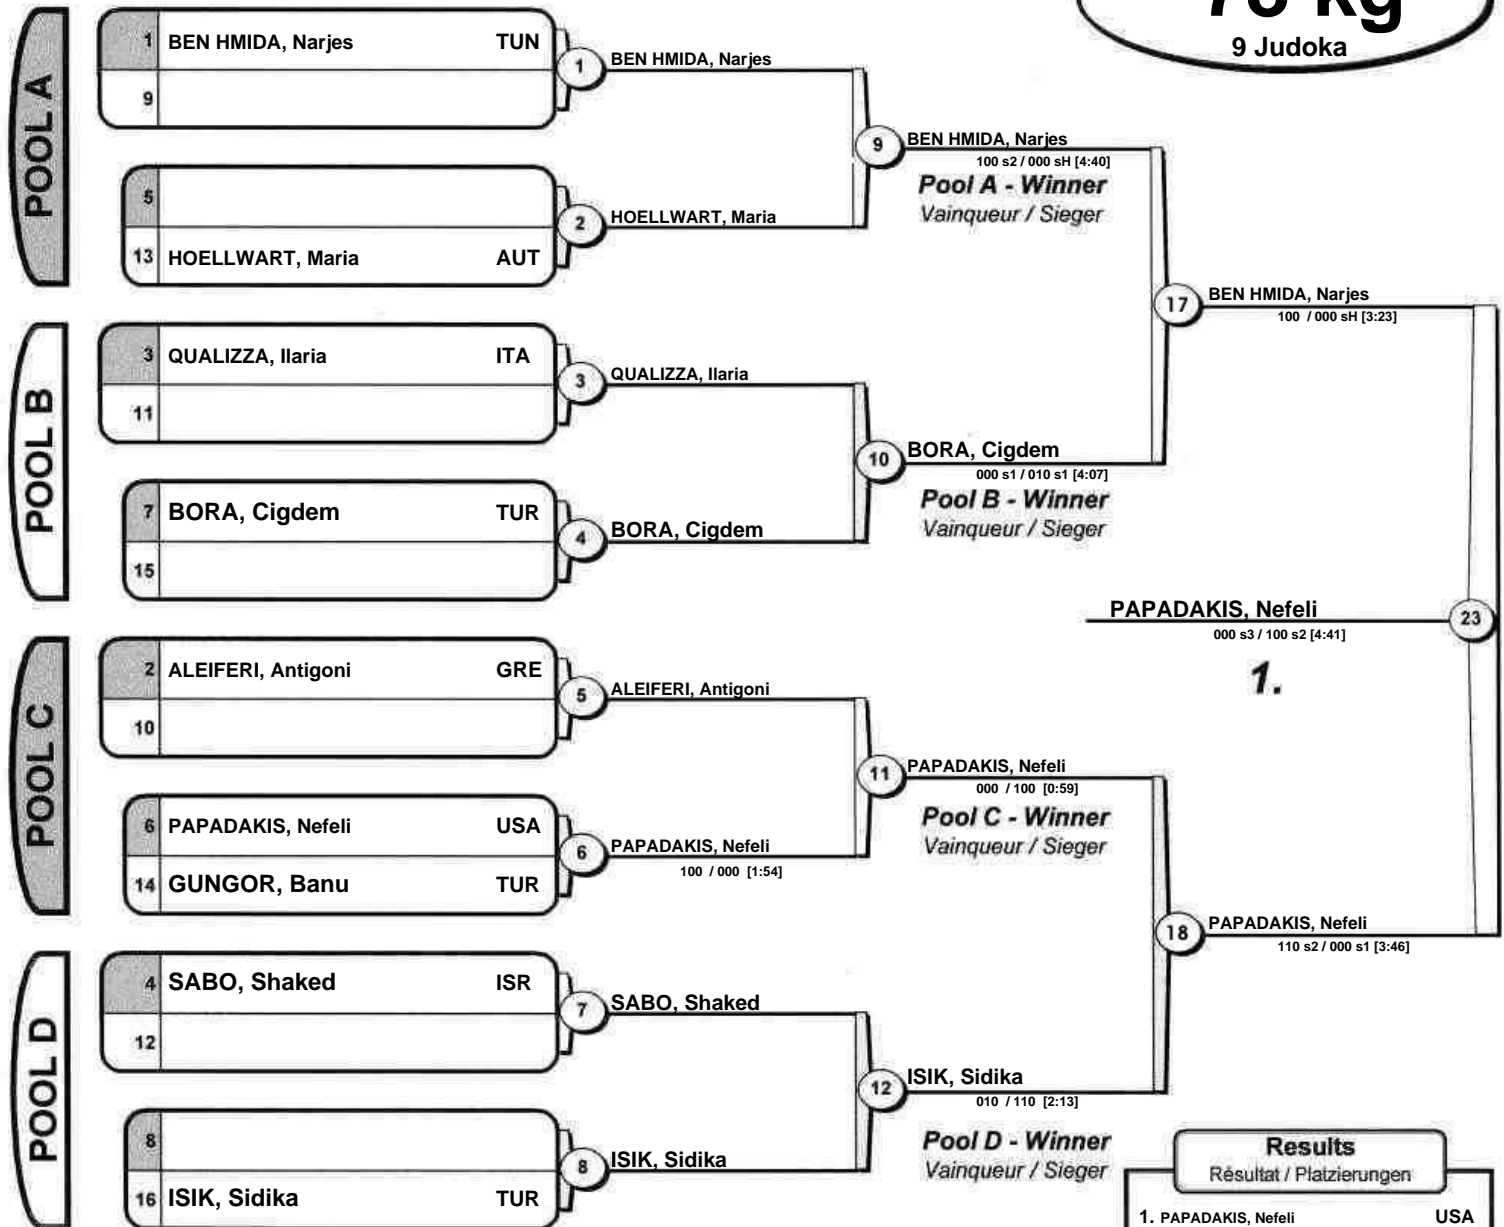 78 kg
9 Judoka
POOL A
1 BEN HMIDA, Narjes TUN
9
1 BEN HMIDA, Narjes
5
13 HOELLWART, Maria AUT
2 HOELLWART, Maria
9 BEN HMIDA, Narjes
100 s2 / 000 sH [4:40]
Pool A - Winner
Vainqueur / Sieger
POOL B
3 QUALIZZA, Ilaria ITA
11
3 QUALIZZA, Ilaria
7 BORA, Cigdem TUR
15
4 BORA, Cigdem
10 BORA, Cigdem
000 s1 / 010 s1 [4:07]
Pool B - Winner
Vainqueur / Sieger
17 BEN HMIDA, Narjes
100 / 000 sH [3:23]
PAPADAKIS, Nefeli 23
000 s3 / 100 s2 [4:41]
1.
POOL C
2 ALEIFERI, Antigoni GRE
10
5 ALEIFERI, Antigoni
6 PAPADAKIS, Nefeli USA
14 GUNGOR, Banu TUR
6 PAPADAKIS, Nefeli
100 / 000 [1:54]
11 PAPADAKIS, Nefeli
000 / 100 [0:59]
Pool C - Winner
Vainqueur / Sieger
18 PAPADAKIS, Nefeli
110 s2 / 000 s1 [3:46]
POOL D
4 SABO, Shaked ISR
12
7 SABO, Shaked
8
16 ISIK, Sidika TUR
8 ISIK, Sidika
12 ISIK, Sidika
010 / 110 [2:13]
Pool D - Winner
Vainqueur / Sieger
Results
Résultat / Platzierungen
1. PAPADAKIS, Nefeli USA